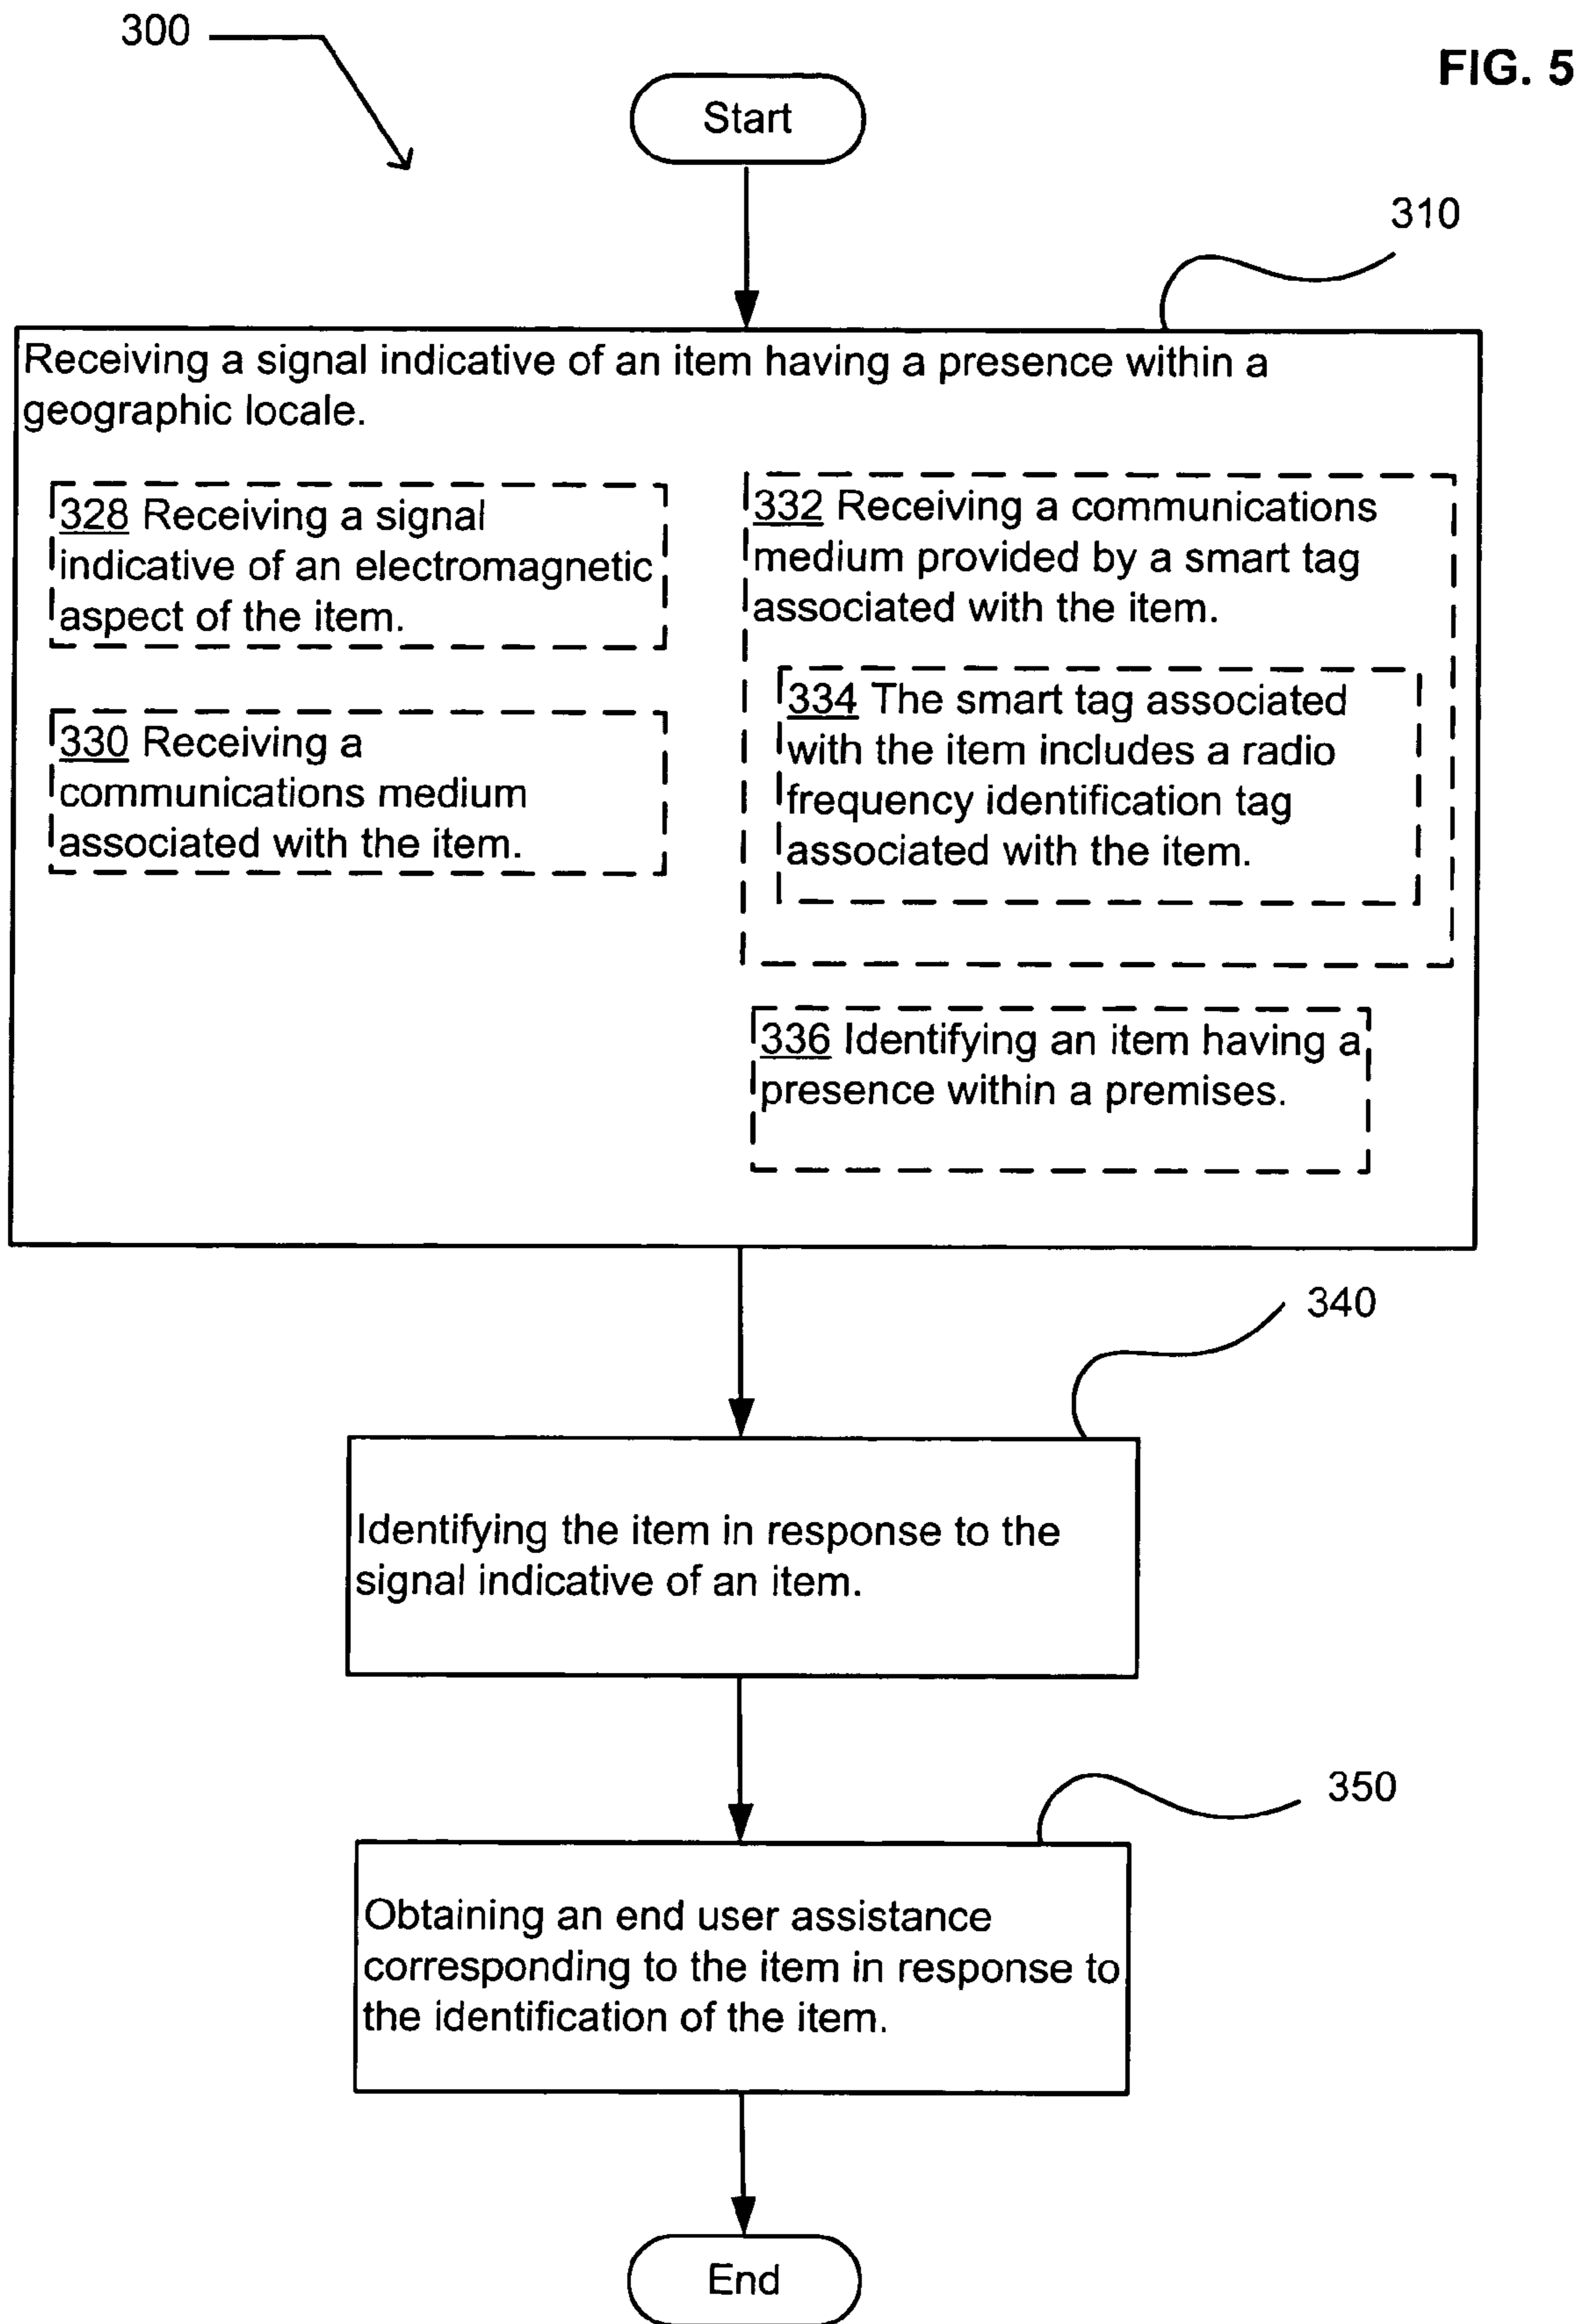 300
FIG. 5
Start
310
Receiving a signal indicative of an item having a presence within a
geographic locale.
328 Receiving a signal
indicative of an electromagnetic
aspect of the item.
330 Receiving a
communications medium
associated with the item.
332 Receiving a communications
medium provided by a smart tag
associated with the item.
334 The smart tag associated
with the item includes a radio
frequency identification tag
associated with the item.
336 Identifying an item having a
presence within a premises.
340
Identifying the item in response to the
signal indicative of an item.
350
Obtaining an end user assistance
corresponding to the item in response to
the identification of the item.
End